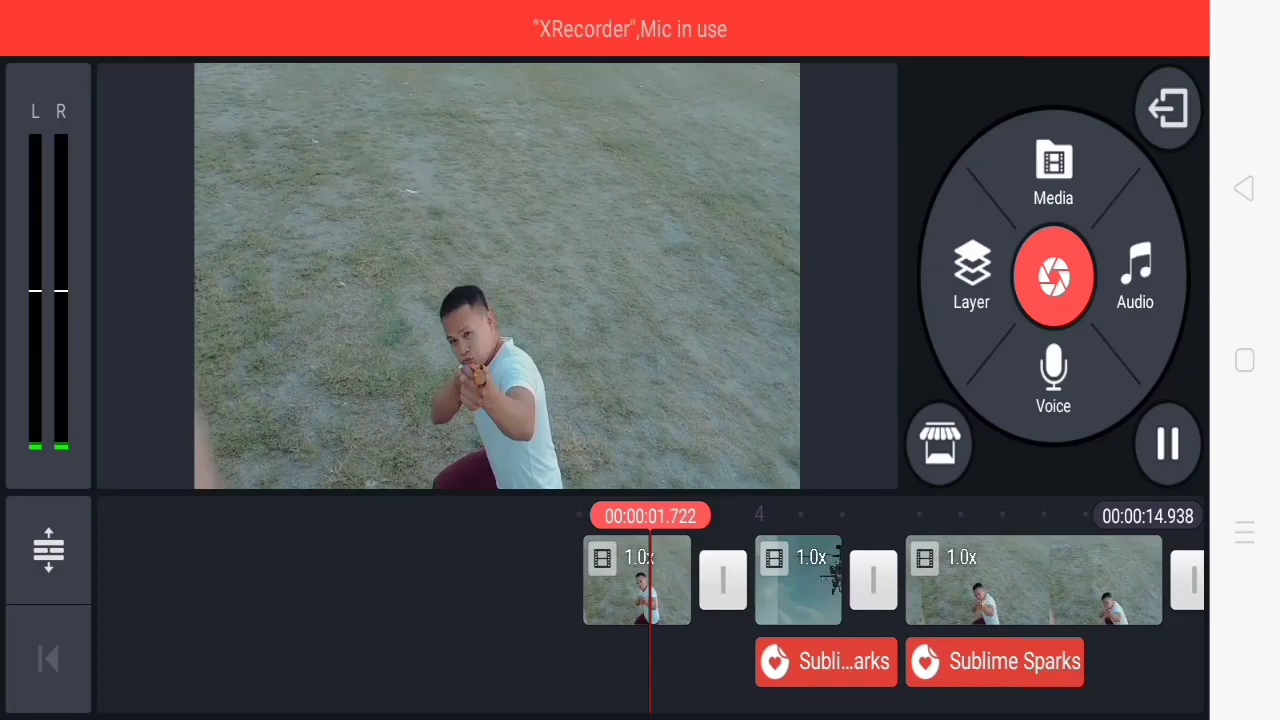 "XRecorder",Mic in use
L R
Media
Layer
Audio
Voice
00:00:01.722
4
00:00:14.938
1.0x
1.0x
1.0x
Subli...arks
Sublime Sparks